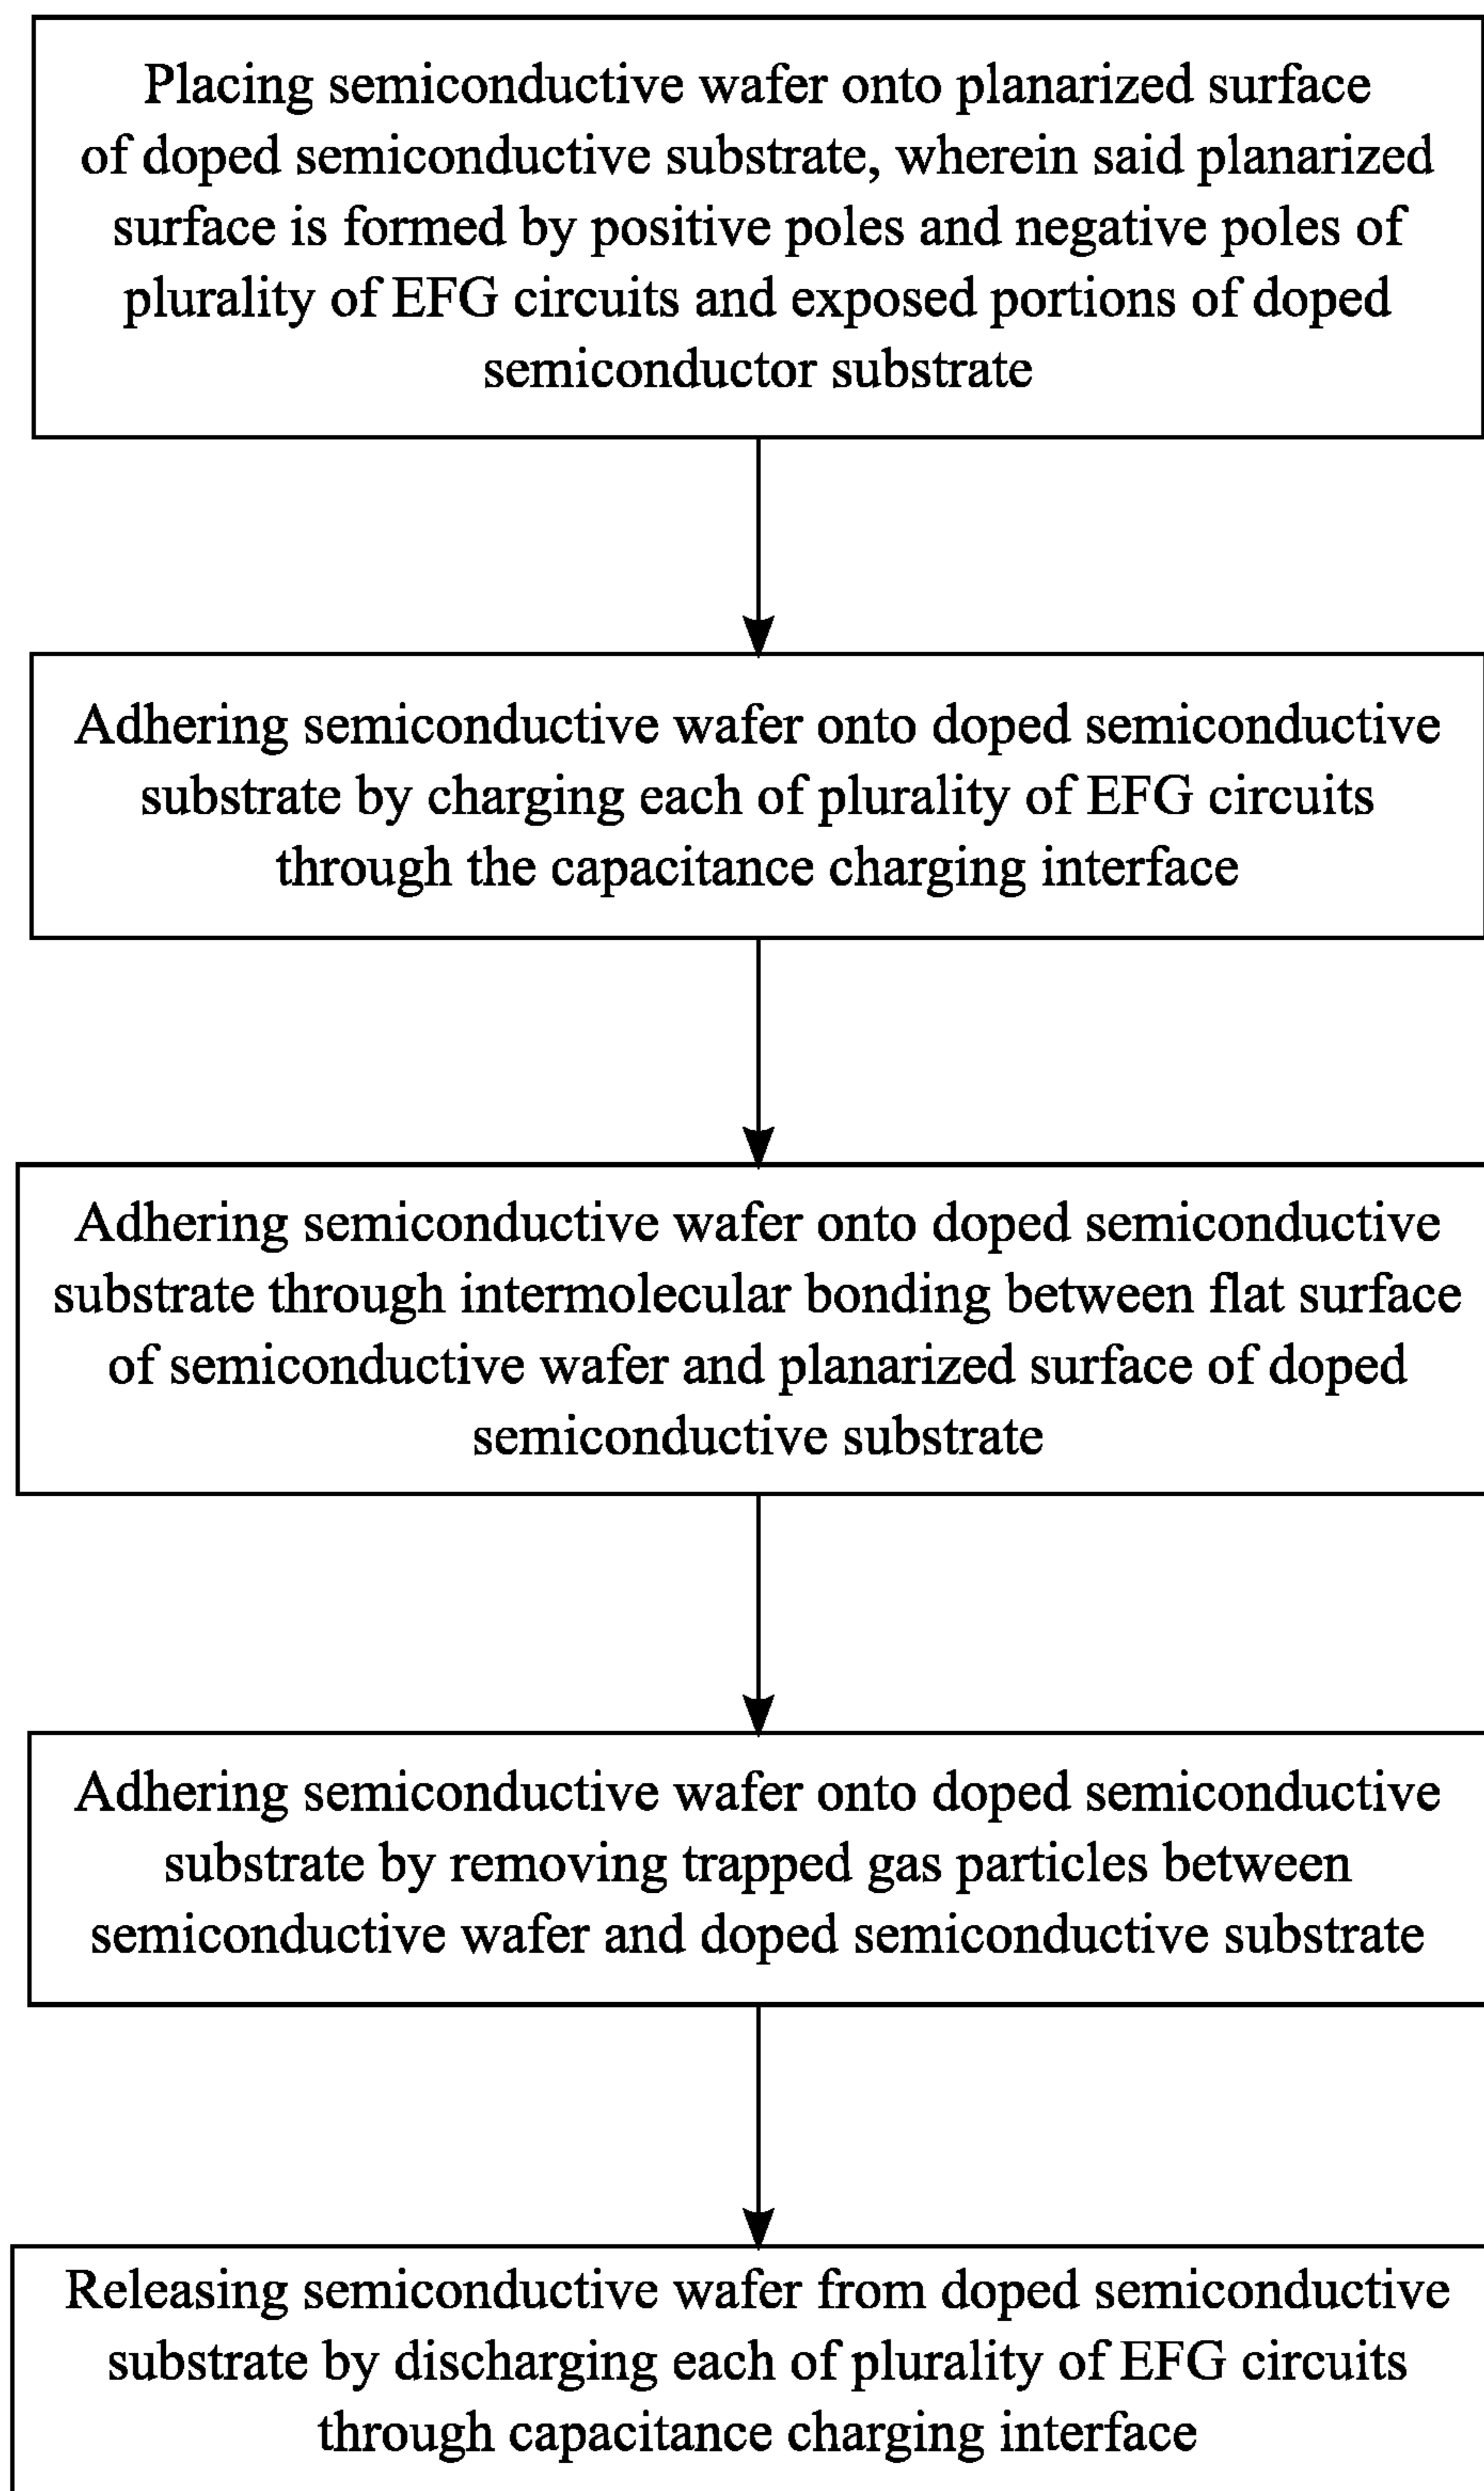 Placing semiconductive wafer onto planarized surface
of doped semiconductive substrate, wherein said planarized
surface is formed by positive poles and negative poles of
plurality of EFG circuits and exposed portions of doped
semiconductor substrate
Adhering semiconductive wafer onto doped semiconductive
substrate by charging each of plurality of EFG circuits
through the capacitance charging interface
Adhering semiconductive wafer onto doped semiconductive
substrate through intermolecular bonding between flat surface
of semiconductive wafer and planarized surface of doped
semiconductive substrate
Adhering semiconductive wafer onto doped semiconductive
substrate by removing trapped gas particles between
semiconductive wafer and doped semiconductive substrate
Releasing semiconductive wafer from doped semiconductive
substrate by discharging each of plurality of EFG circuits
through capacitance charging interface